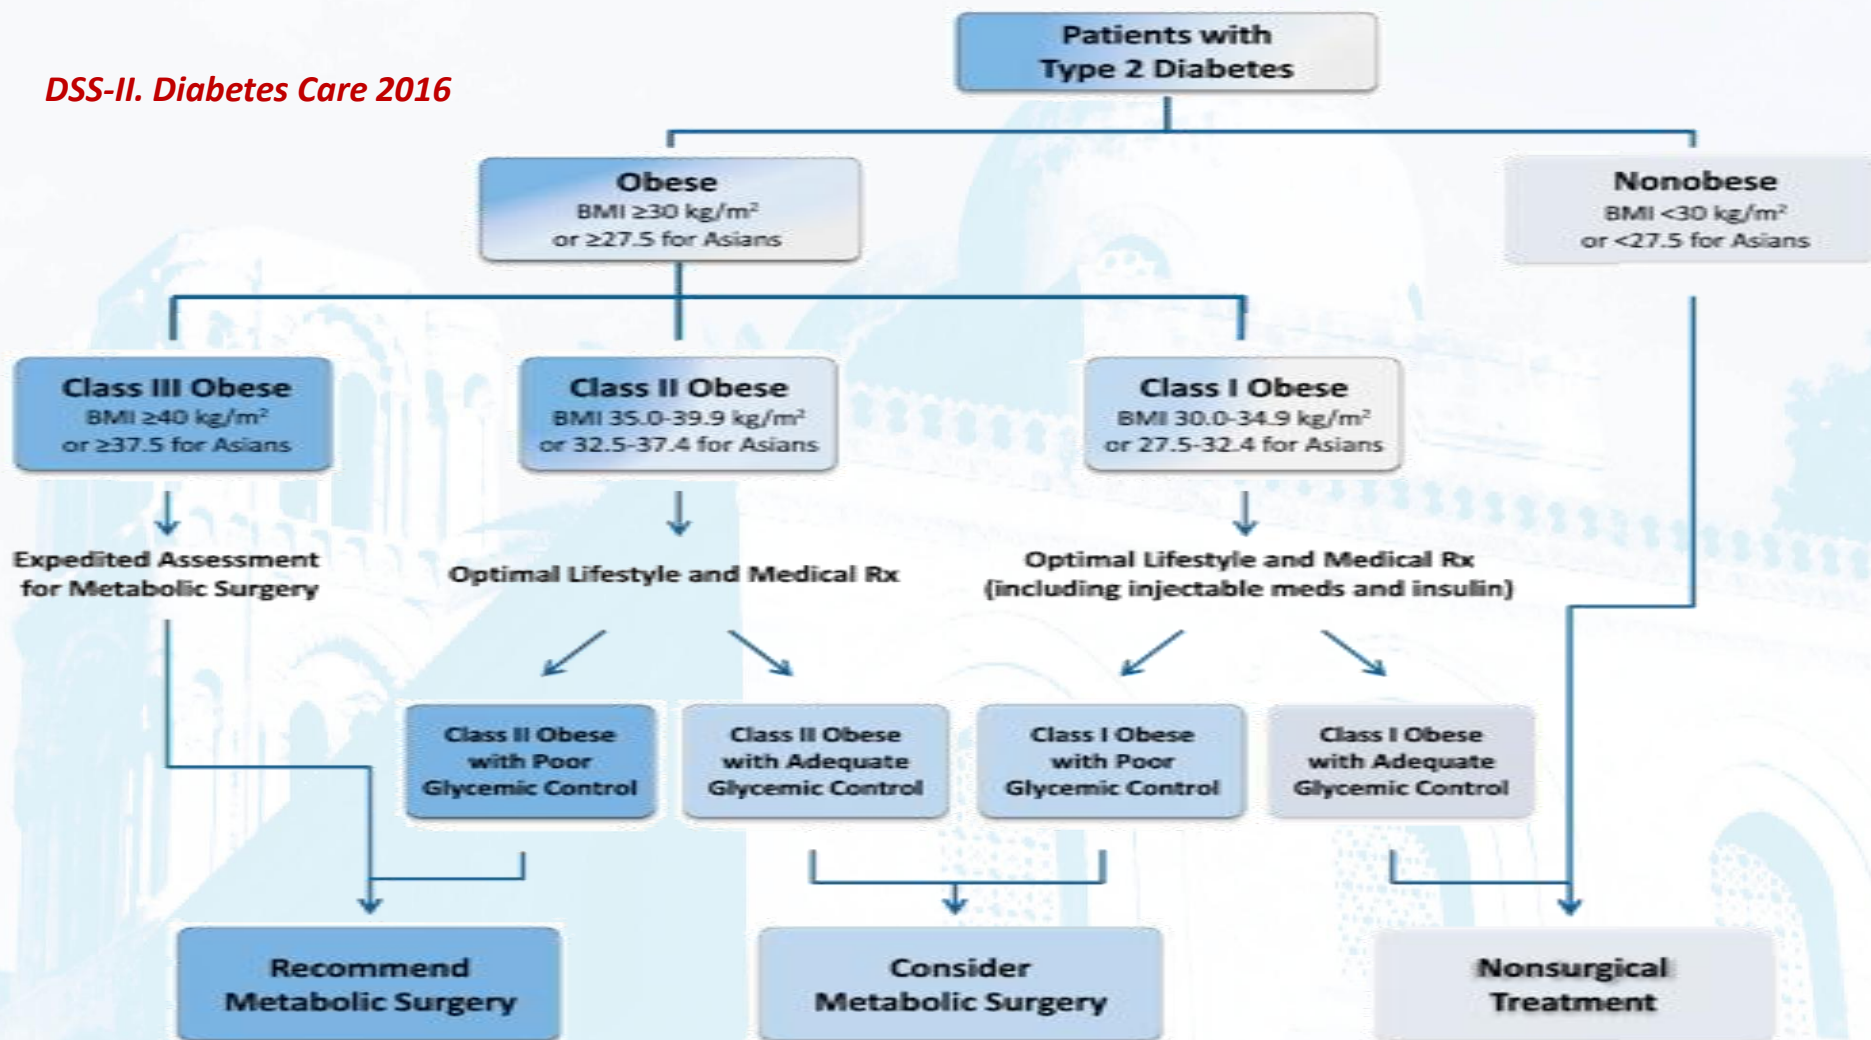 DSS-II. Diabetes Care 2016
Patients with
Type 2 Diabetes
Obese
BMI ≥30 kg/m²
or ≥27.5 for Asians
Nonobese
BMI <30 kg/m²
or <27.5 for Asians
Class III Obese
BMI ≥40 kg/m²
or ≥37.5 for Asians
Class II Obese
BMI 35.0-39.9 kg/m²
or 32.5-37.4 for Asians
Class I Obese
BMI 30.0-34.9 kg/m²
or 27.5-32.4 for Asians
Expedited Assessment
for Metabolic Surgery
Optimal Lifestyle and Medical Rx
Optimal Lifestyle and Medical Rx
(including injectable meds and insulin)
Class II Obese
with Poor
Glycemic Control
Class II Obese
with Adequate
Glycemic Control
Class I Obese
with Poor
Glycemic Control
Class I Obese
with Adequate
Glycemic Control
Recommend
Metabolic Surgery
Consider
Metabolic Surgery
Nonsurgical
Treatment